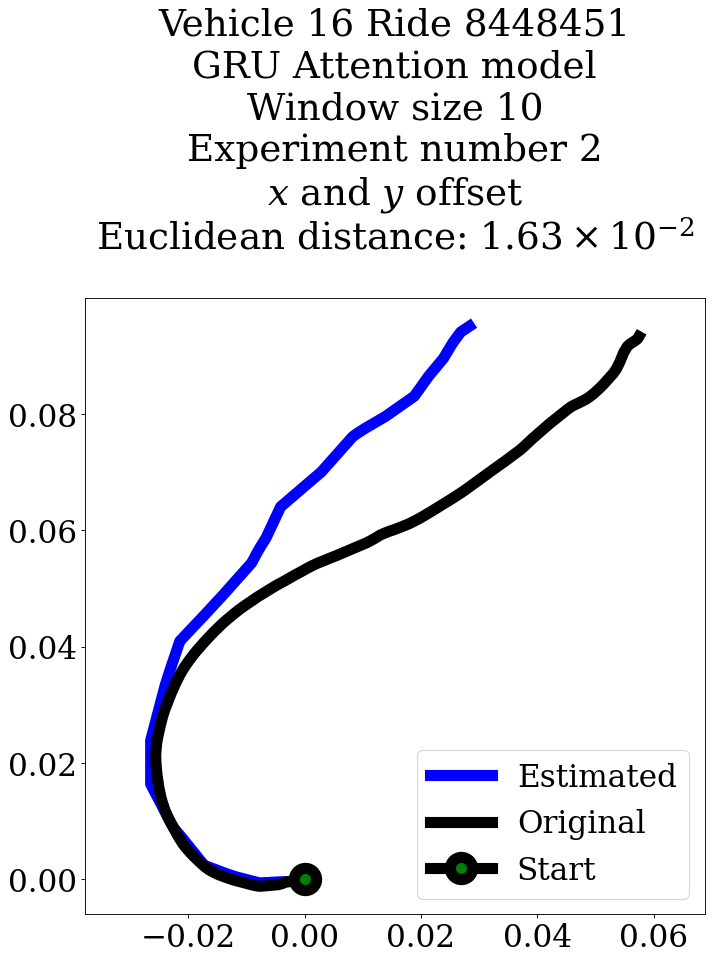 Vehicle 16 Ride 8448451
GRU Attention model
Window size 10
Experiment number 2
x and y offset
Euclidean distance: 1.63 × 10⁻²
0.08
0.06
0.04
0.02
0.00
Estimated
Original
Start
−0.02 0.00 0.02 0.04 0.06